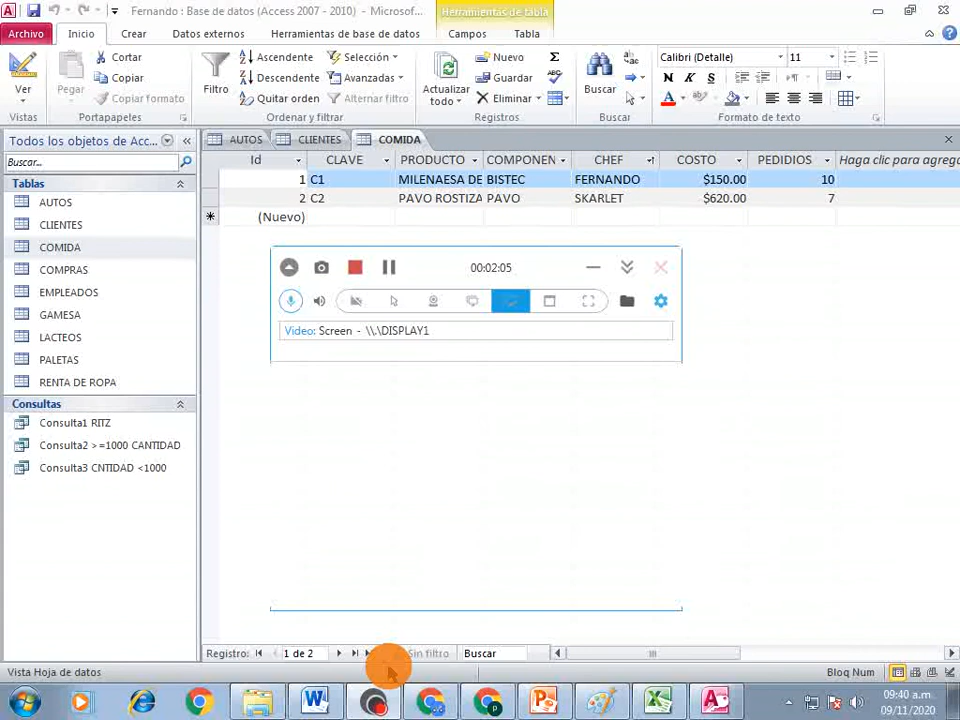 Fernando : Base de datos (Access 2007 - 2010) - Microsof...
Herramientas de tabla
Archivo Inicio Crear Datos externos Herramientas de base de datos Campos Tabla
Ver
Pegar
Cortar
Copiar
Copiar formato
Filtro
Ascendente
Descendente
Quitar orden
Selección
Avanzadas
Alternar filtro
Actualizar todo
Nuevo
Guardar
Eliminar
Buscar
Calibri (Detalle) 11
N K S
A
Vistas Portapapeles Ordenar y filtrar Registros Buscar Formato de texto
Todos los objetos de Acc...
Buscar...
Tablas
AUTOS
CLIENTES
COMIDA
COMPRAS
EMPLEADOS
GAMESA
LACTEOS
PALETAS
RENTA DE ROPA
Consultas
Consulta1 RITZ
Consulta2 >=1000 CANTIDAD
Consulta3 CNTIDAD <1000
AUTOS CLIENTES COMIDA
Id CLAVE PRODUCTO COMPONEN CHEF COSTO PEDIDIOS Haga clic para agrega
1 C1 MILENAESA DE BISTEC FERNANDO $150.00 10
2 C2 PAVO ROSTIZA PAVO SKARLET $620.00 7
(Nuevo)
00:02:05
Video: Screen - \\.\DISPLAY1
Registro: 1 de 2 Sin filtro Buscar
Vista Hoja de datos Bloq Num
09:40 a.m.
09/11/2020